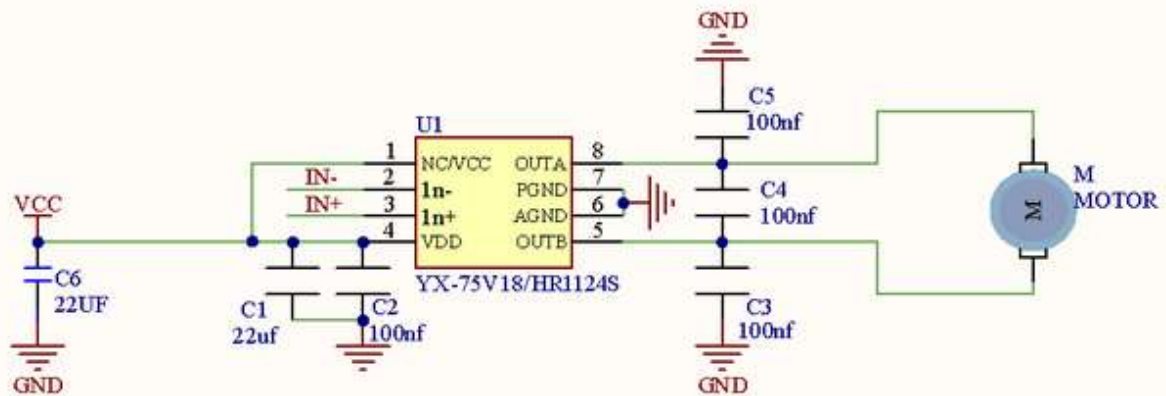 GND
C5
100nf
U1
1 NC/VCC OUTA 8
2 1n- PGND 7
3 1n+ AGND 6
4 VDD OUTB 5
IN-
IN+
YX-75V18/HR1124S
VCC
C6
22UF
GND
C1
22uf
C2
100nf
C4
100nf
C3
100nf
GND
M
M
MOTOR